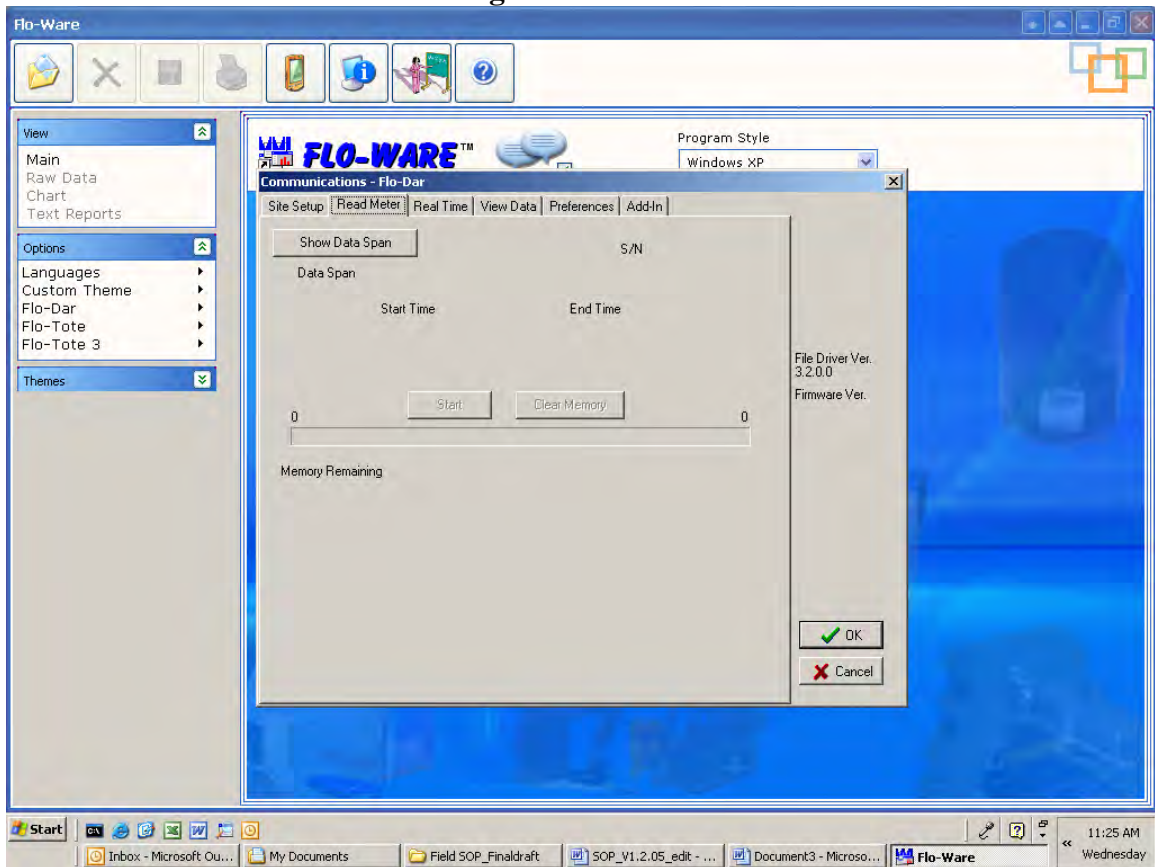 Flo-Ware
View
Main
Raw Data
Chart
Text Reports
Options
Languages
Custom Theme
Flo-Dar
Flo-Tote
Flo-Tote 3
Themes
FLO-WARE™
Program Style
Windows XP
Communications - Flo-Dar
Site Setup Read Meter Real Time View Data Preferences Add-In
Show Data Span
S/N
Data Span
Start Time End Time
File Driver Ver.
3.2.0.0
Firmware Ver.
Start Clear Memory
0 0
Memory Remaining
OK
Cancel
Start
11:25 AM
Inbox - Microsoft Ou... My Documents Field SOP_Finaldraft SOP_V1.2.05_edit - ... Document3 - Microso... Flo-Ware
Wednesday